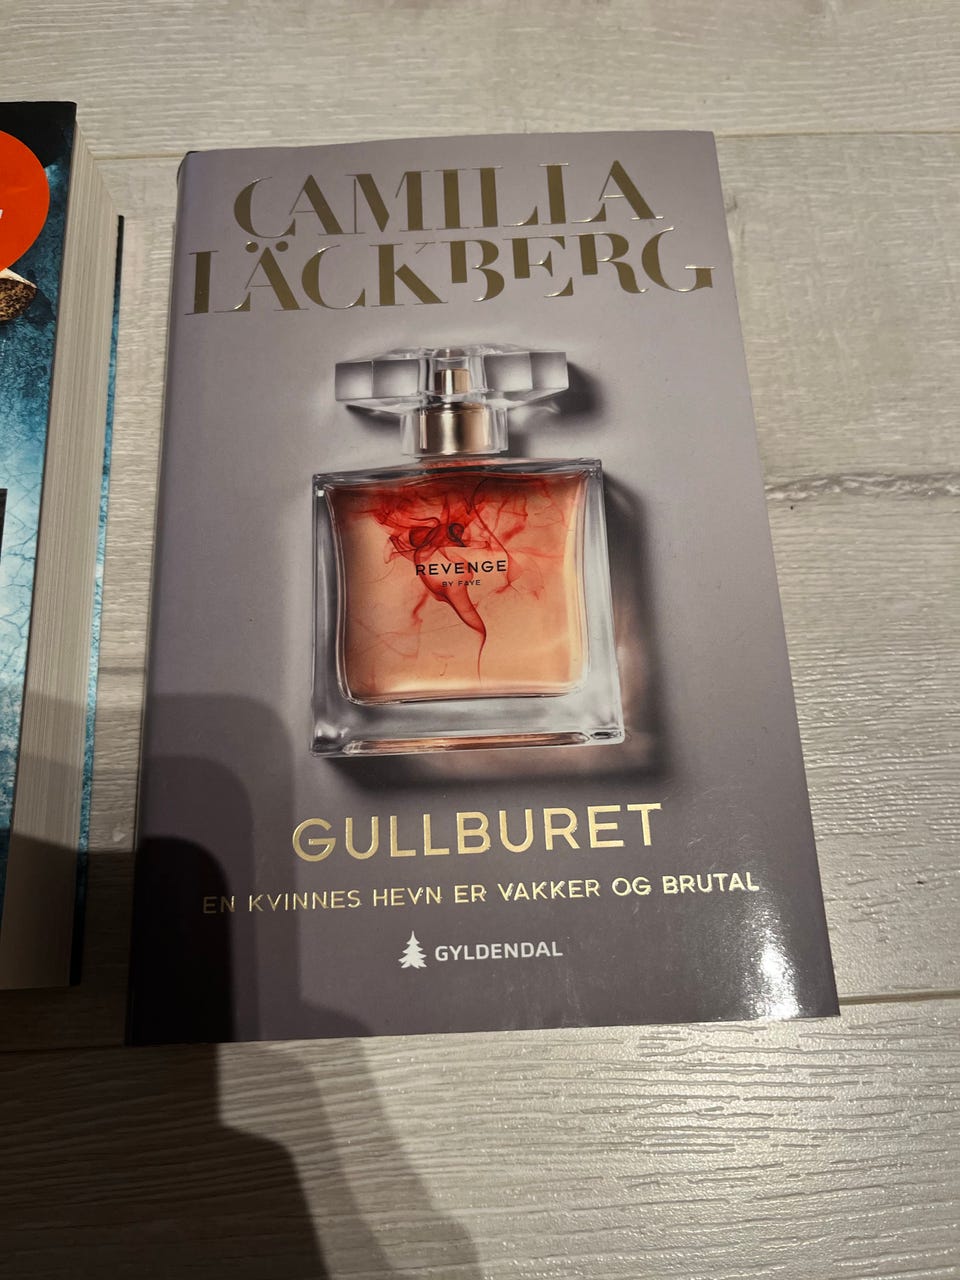 CAMILLA
LÄCKBERG
REVENGE
BY FAYE
GULLBURET
EN KVINNES HEVN ER VAKKER OG BRUTAL
GYLDENDAL